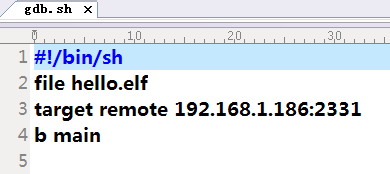 gdb.sh ×
0 10 20 30
1 #!/bin/sh
2 file hello.elf
3 target remote 192.168.1.186:2331
4 b main
5